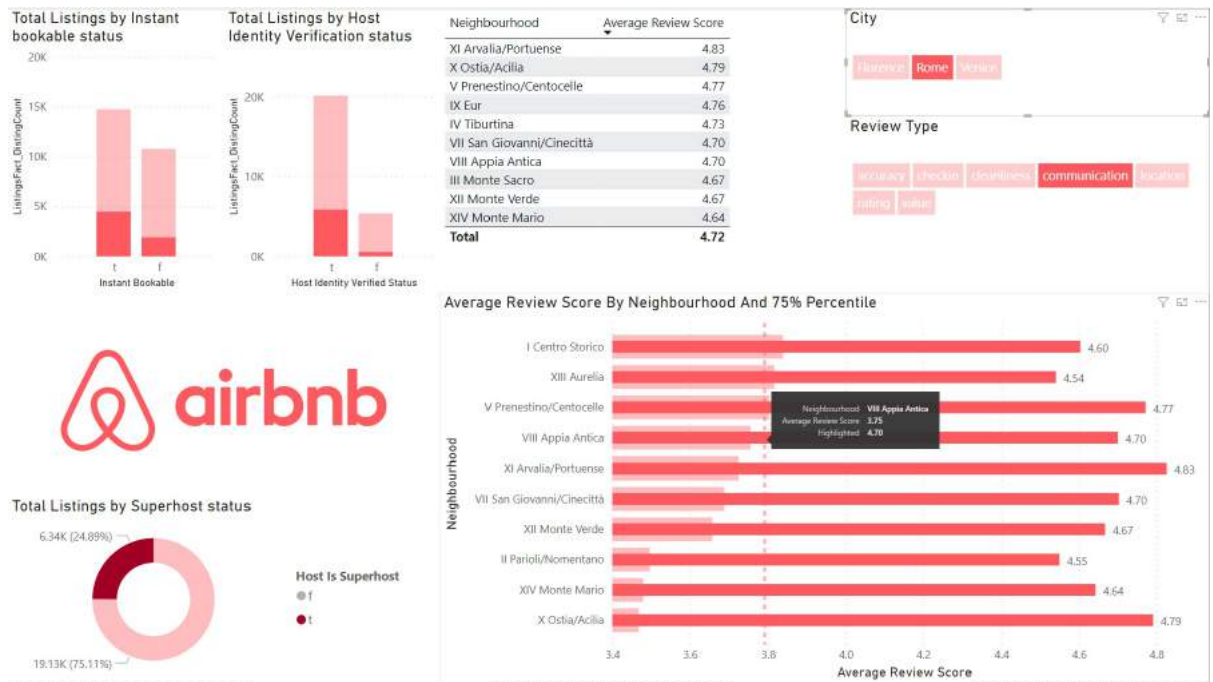 Total Listings by Instant
bookable status
20K
15K
10K
5K
0K
ListingsFact_DistingCount
t
f
Instant Bookable
Total Listings by Host
Identity Verification status
20K
10K
0K
ListingsFact_DistingCount
t
f
Host Identity Verified Status
Neighbourhood Average Review Score
XI Arvalia/Portuense 4.83
X Ostia/Acilia 4.79
V Prenestino/Centocelle 4.77
IX Eur 4.76
IV Tiburtina 4.73
VII San Giovanni/Cinecittà 4.70
VIII Appia Antica 4.70
III Monte Sacro 4.67
XII Monte Verde 4.67
XIV Monte Mario 4.64
Total 4.72
City
Florence Rome Venice
Review Type
accuracy checkin cleanliness communication location
rating value
airbnb
Total Listings by Superhost status
6.34K (24.89%)
19.13K (75.11%)
Host Is Superhost
f
t
Average Review Score By Neighbourhood And 75% Percentile
Neighbourhood
I Centro Storico 4.60
XIII Aurelia 4.54
V Prenestino/Centocelle 4.77
VIII Appia Antica 4.70
XI Arvalia/Portuense 4.83
VII San Giovanni/Cinecittà 4.70
XII Monte Verde 4.67
II Parioli/Nomentano 4.55
XIV Monte Mario 4.64
X Ostia/Acilia 4.79
Neighbourhood VIII Appia Antica
Average Review Score 3.75
Highlighted 4.70
3.4 3.6 3.8 4.0 4.2 4.4 4.6 4.8
Average Review Score